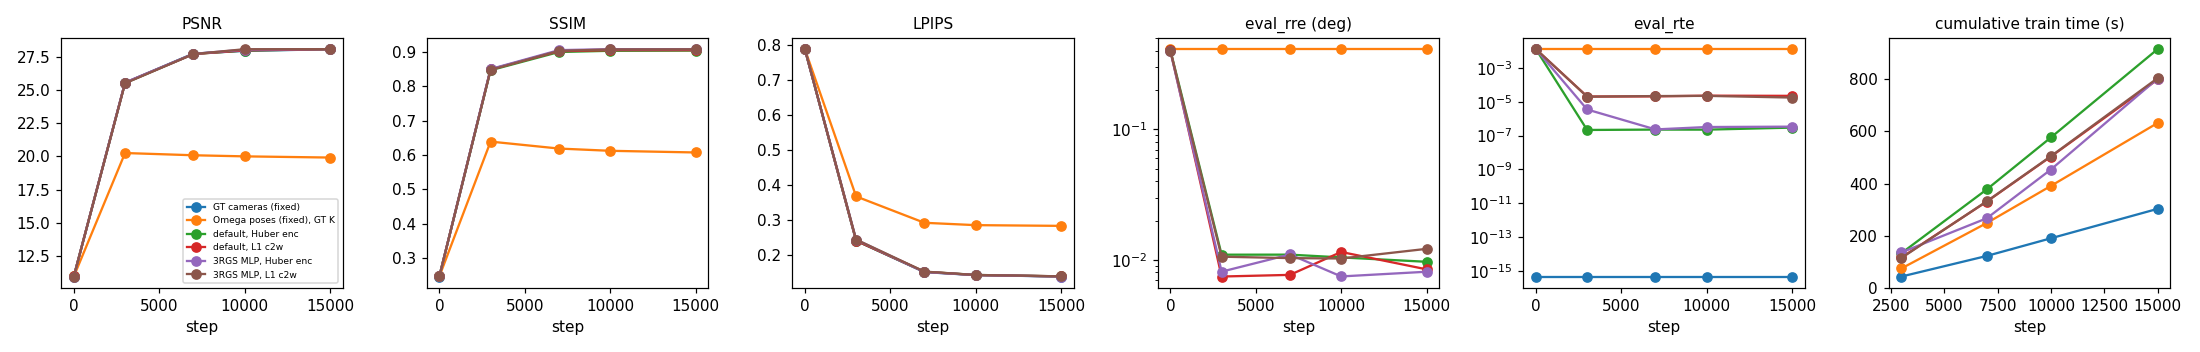 PSNR
27.5
25.0
22.5
20.0
17.5
15.0
12.5
0 5000 10000 15000
step
GT cameras (fixed)
Omega poses (fixed), GT K
default, Huber enc
default, L1 c2w
3RGS MLP, Huber enc
3RGS MLP, L1 c2w
SSIM
0.9
0.8
0.7
0.6
0.5
0.4
0.3
0 5000 10000 15000
step
LPIPS
0.8
0.7
0.6
0.5
0.4
0.3
0.2
0 5000 10000 15000
step
eval_rre (deg)
10⁻¹
10⁻²
0 5000 10000 15000
step
eval_rte
10⁻³
10⁻⁵
10⁻⁷
10⁻⁹
10⁻¹¹
10⁻¹³
10⁻¹⁵
0 5000 10000 15000
step
cumulative train time (s)
800
600
400
200
0
2500 5000 7500 10000 12500 15000
step